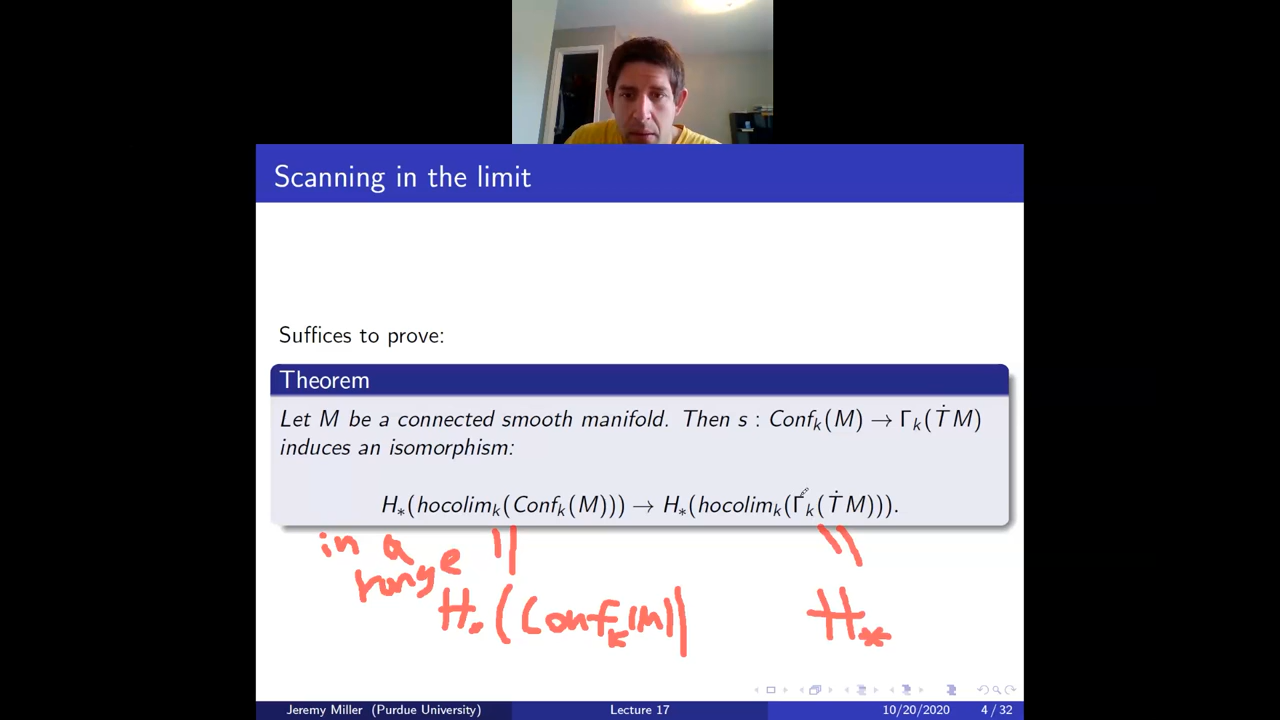 Scanning in the limit
Suffices to prove:
Theorem
Let M be a connected smooth manifold. Then s : Conf_k(M) → Γ_k(ṪM)
induces an isomorphism:
H_*(hocolim_k(Conf_k(M))) → H_*(hocolim_k(Γ_k(ṪM))).
in a
range
H_*(Conf_k(M))
H_*
Jeremy Miller (Purdue University)
Lecture 17
10/20/2020
4 / 32